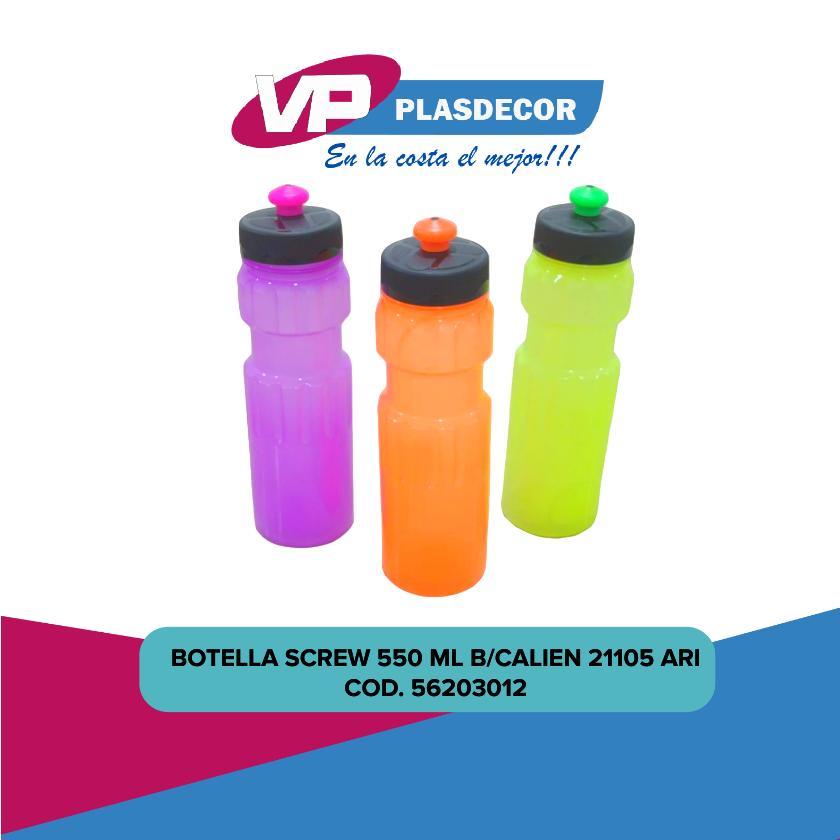 VP PLASDECOR
En la costa el mejor!!!
BOTELLA SCREW 550 ML B/CALIEN 21105 ARI
COD. 56203012